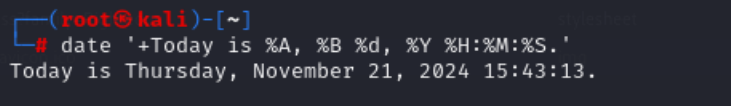 ┌──(root㉿kali)-[~]
└─# date '+Today is %A, %B %d, %Y %H:%M:%S.'
Today is Thursday, November 21, 2024 15:43:13.